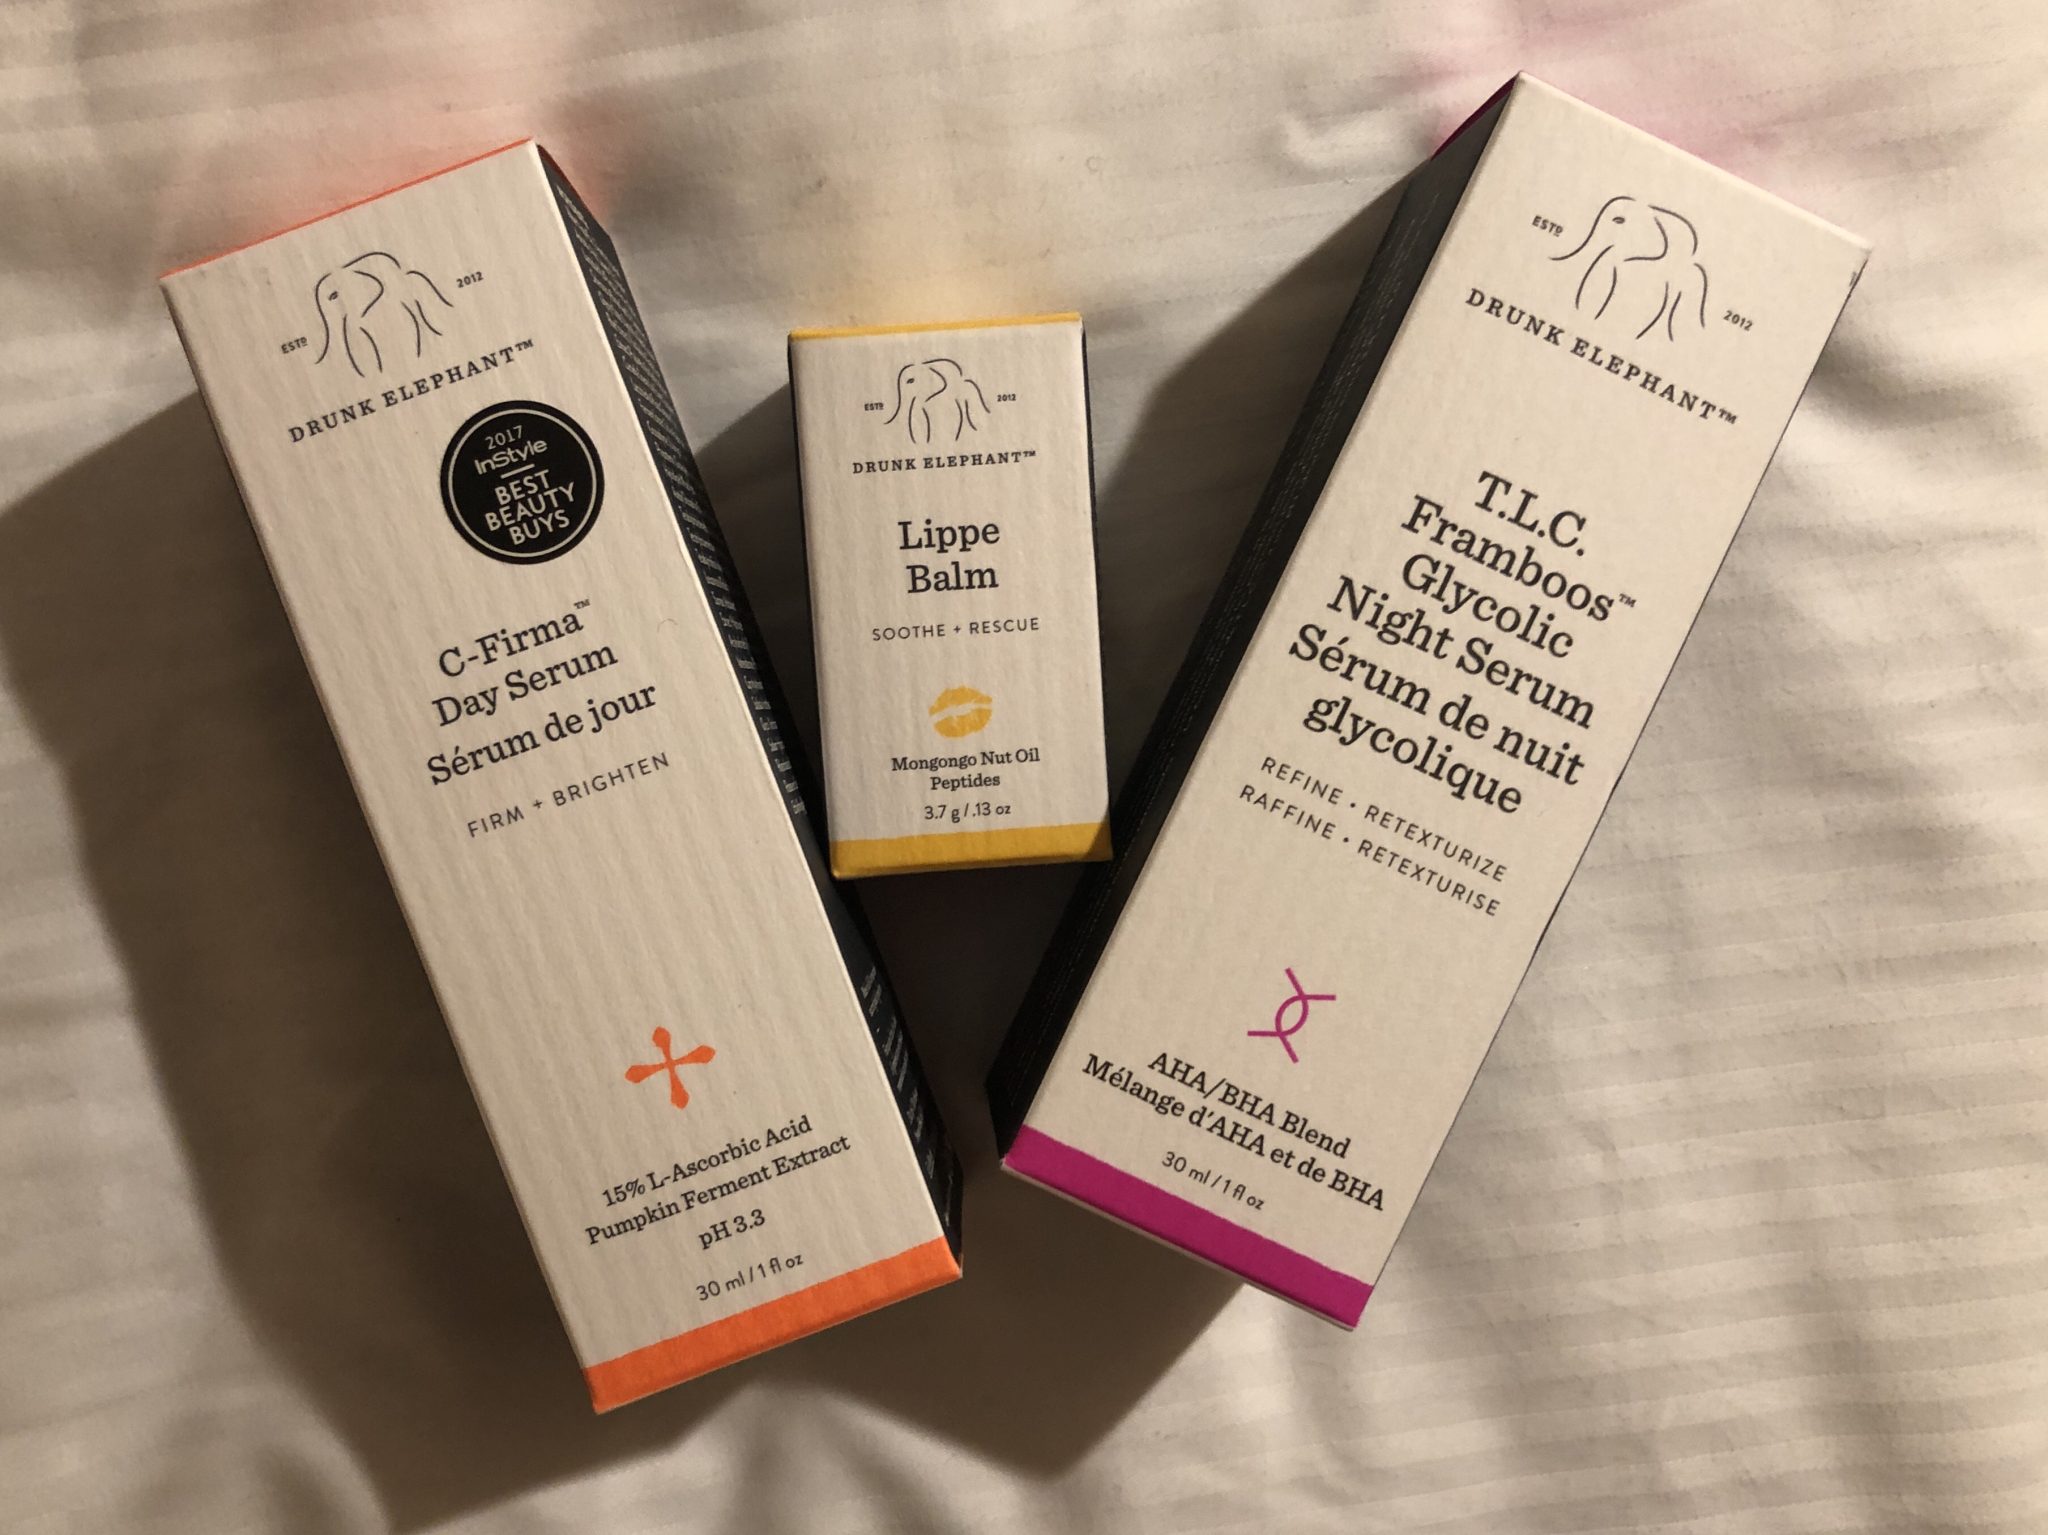 ESTD
2012
DRUNK ELEPHANT™
2017
InStyle
BEST
BEAUTY
BUYS
C-Firma™
Day Serum
Sérum de jour
FIRM + BRIGHTEN
15% L-Ascorbic Acid
Pumpkin Ferment Extract
pH 3.3
30 ml / 1 fl oz
ESTD
2012
DRUNK ELEPHANT™
Lippe
Balm
SOOTHE + RESCUE
Mongongo Nut Oil
Peptides
3.7 g / .13 oz
ESTD
2012
DRUNK ELEPHANT™
T.L.C.
Framboos™
Glycolic
Night Serum
Sérum de nuit
glycolique
REFINE • RETEXTURIZE
RAFFINE • RETEXTURISE
AHA/BHA Blend
Mélange d'AHA et de BHA
30 ml / 1 fl oz